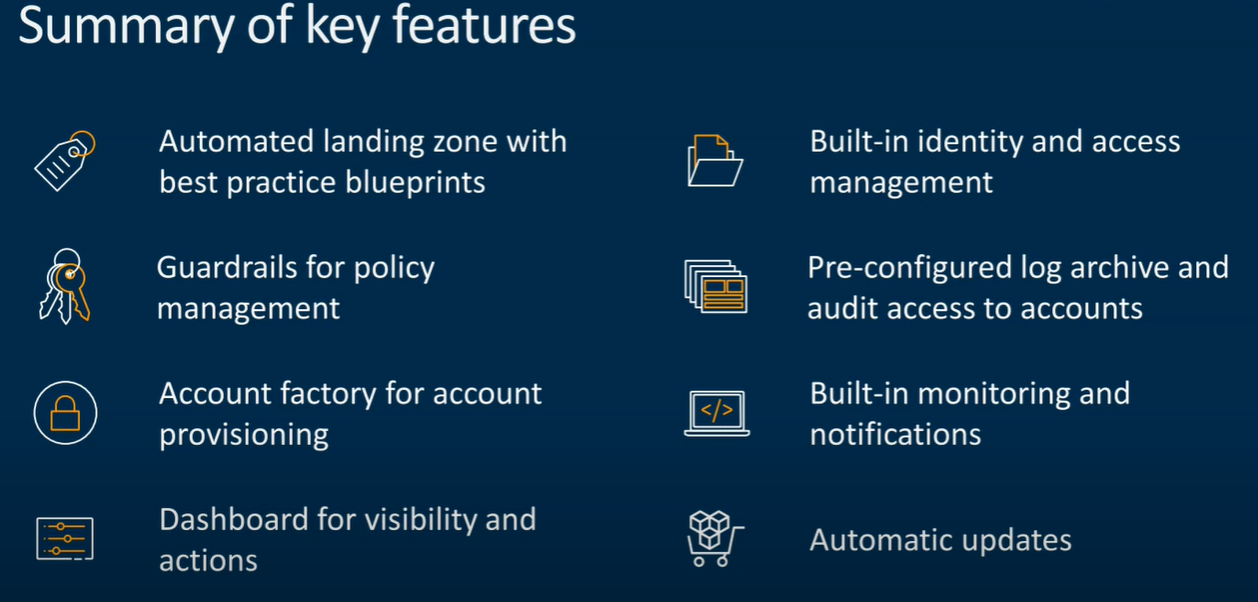 Summary of key features
Automated landing zone with
best practice blueprints
Guardrails for policy
management
Account factory for account
provisioning
Dashboard for visibility and
actions
Built-in identity and access
management
Pre-configured log archive and
audit access to accounts
</>
Built-in monitoring and
notifications
Automatic updates